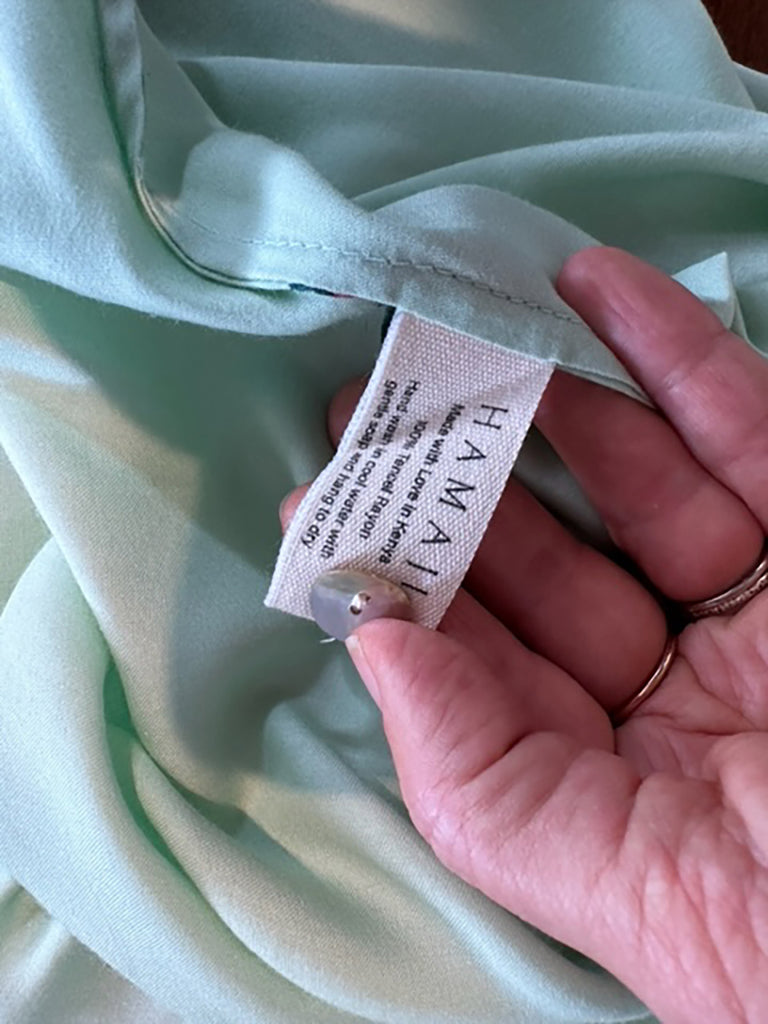 HAMAI
Made with Love in Kenya
100% Tencel Rayon
Hand wash in cool water with
gentle soap and hang to dry.